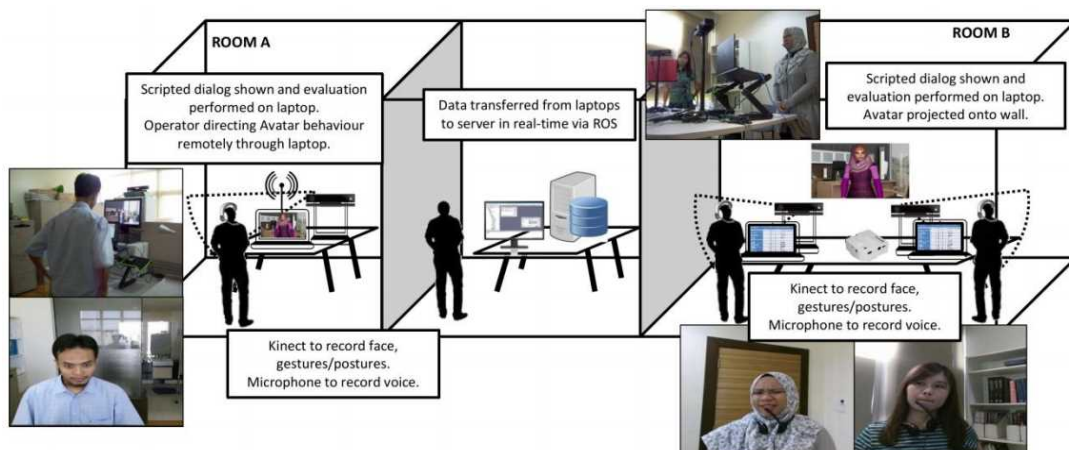 ROOM A
ROOM B
Scripted dialog shown and evaluation
performed on laptop.
Operator directing Avatar behaviour
remotely through laptop.
Data transferred from laptops
to server in real-time via ROS
Scripted dialog shown and
evaluation performed on laptop.
Avatar projected onto wall.
Kinect to record face,
gestures/postures.
Microphone to record voice.
Kinect to record face,
gestures/postures.
Microphone to record voice.